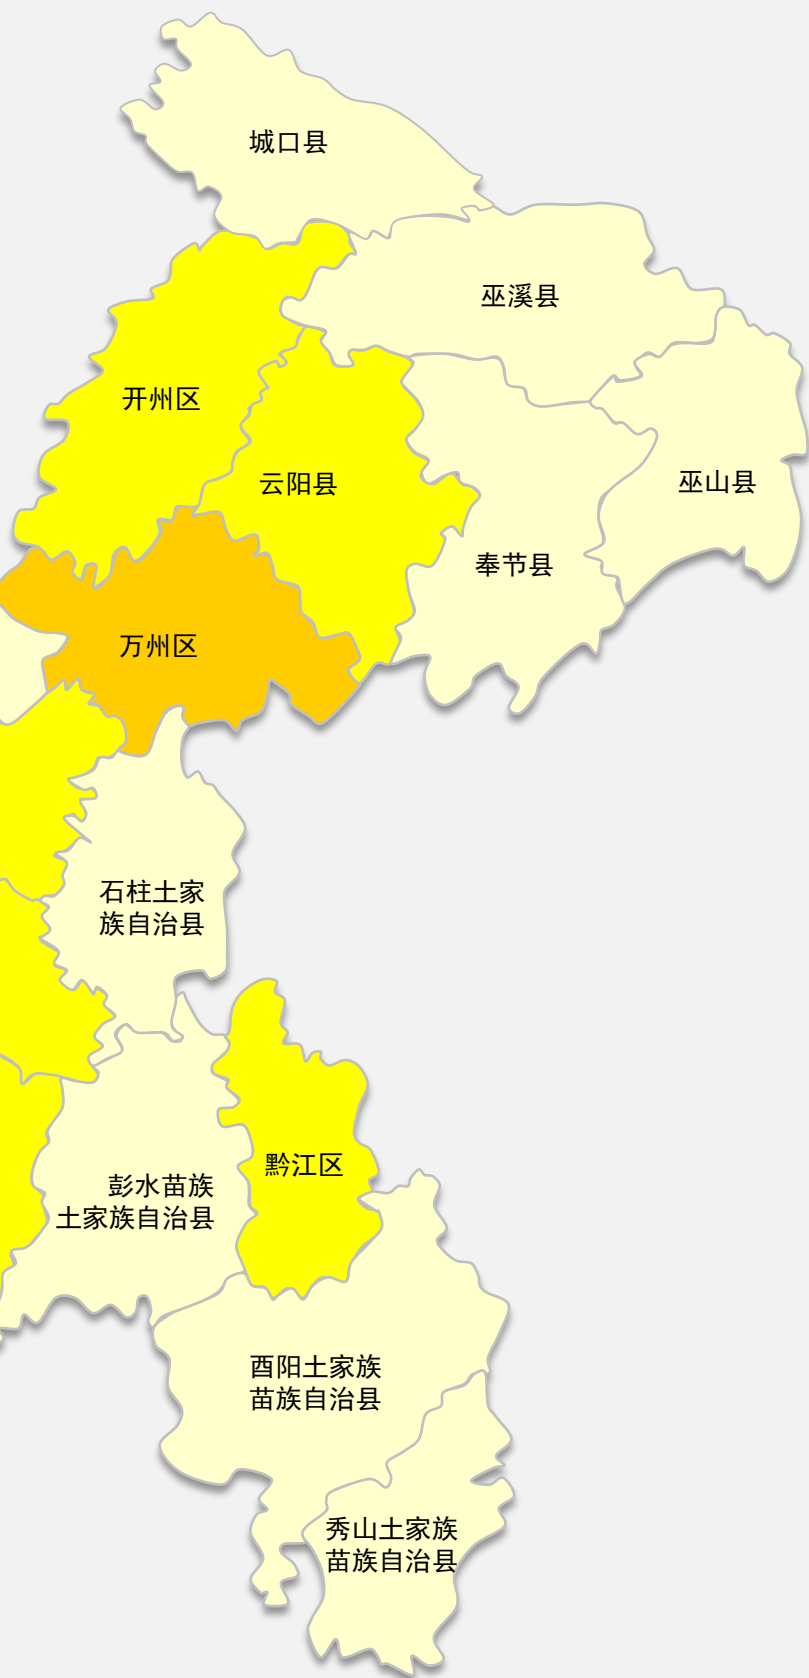 城口县
巫溪县
开州区
云阳县
巫山县
奉节县
万州区
石柱土家
族自治县
黔江区
彭水苗族
土家族自治县
酉阳土家族
苗族自治县
秀山土家族
苗族自治县